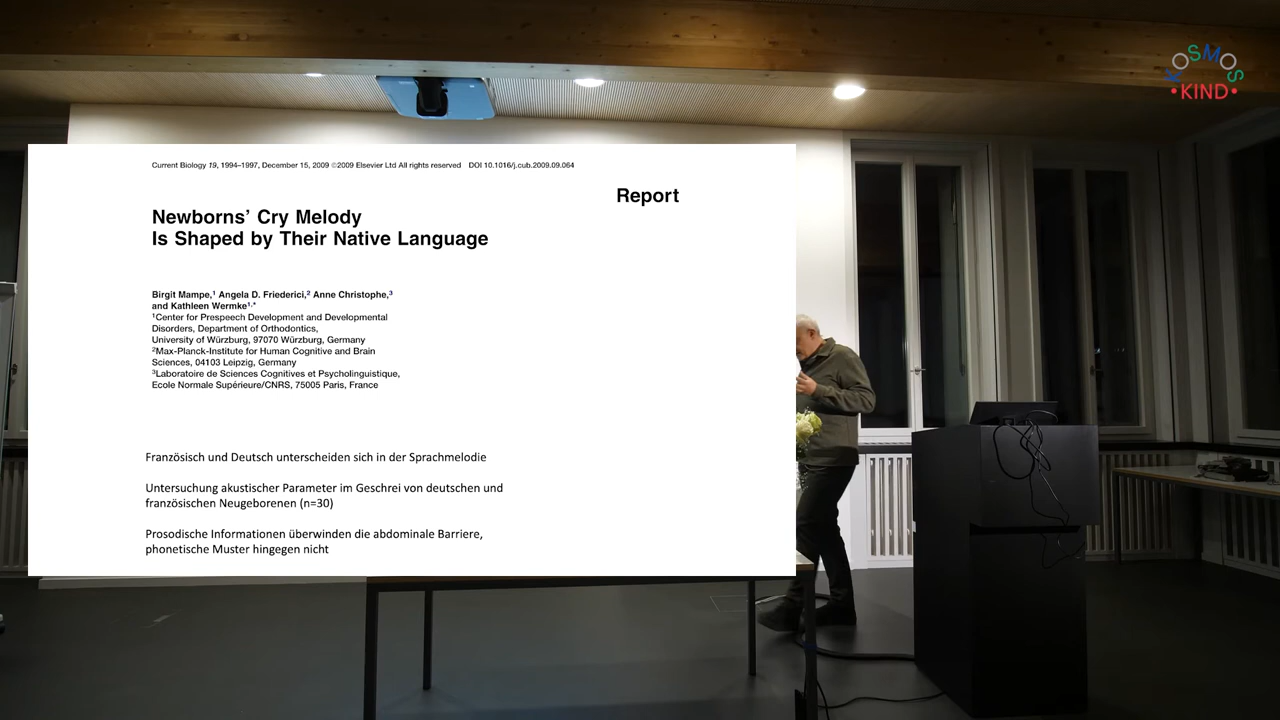 KOSMOS
•KIND•
Current Biology 19, 1994–1997, December 15, 2009 ©2009 Elsevier Ltd All rights reserved DOI 10.1016/j.cub.2009.09.064
Report
Newborns’ Cry Melody
Is Shaped by Their Native Language
Birgit Mampe,1 Angela D. Friederici,2 Anne Christophe,3
and Kathleen Wermke1,*
1Center for Prespeech Development and Developmental
Disorders, Department of Orthodontics,
University of Würzburg, 97070 Würzburg, Germany
2Max-Planck-Institute for Human Cognitive and Brain
Sciences, 04103 Leipzig, Germany
3Laboratoire de Sciences Cognitives et Psycholinguistique,
Ecole Normale Supérieure/CNRS, 75005 Paris, France
Französisch und Deutsch unterscheiden sich in der Sprachmelodie
Untersuchung akustischer Parameter im Geschrei von deutschen und
französischen Neugeborenen (n=30)
Prosodische Informationen überwinden die abdominale Barriere,
phonetische Muster hingegen nicht